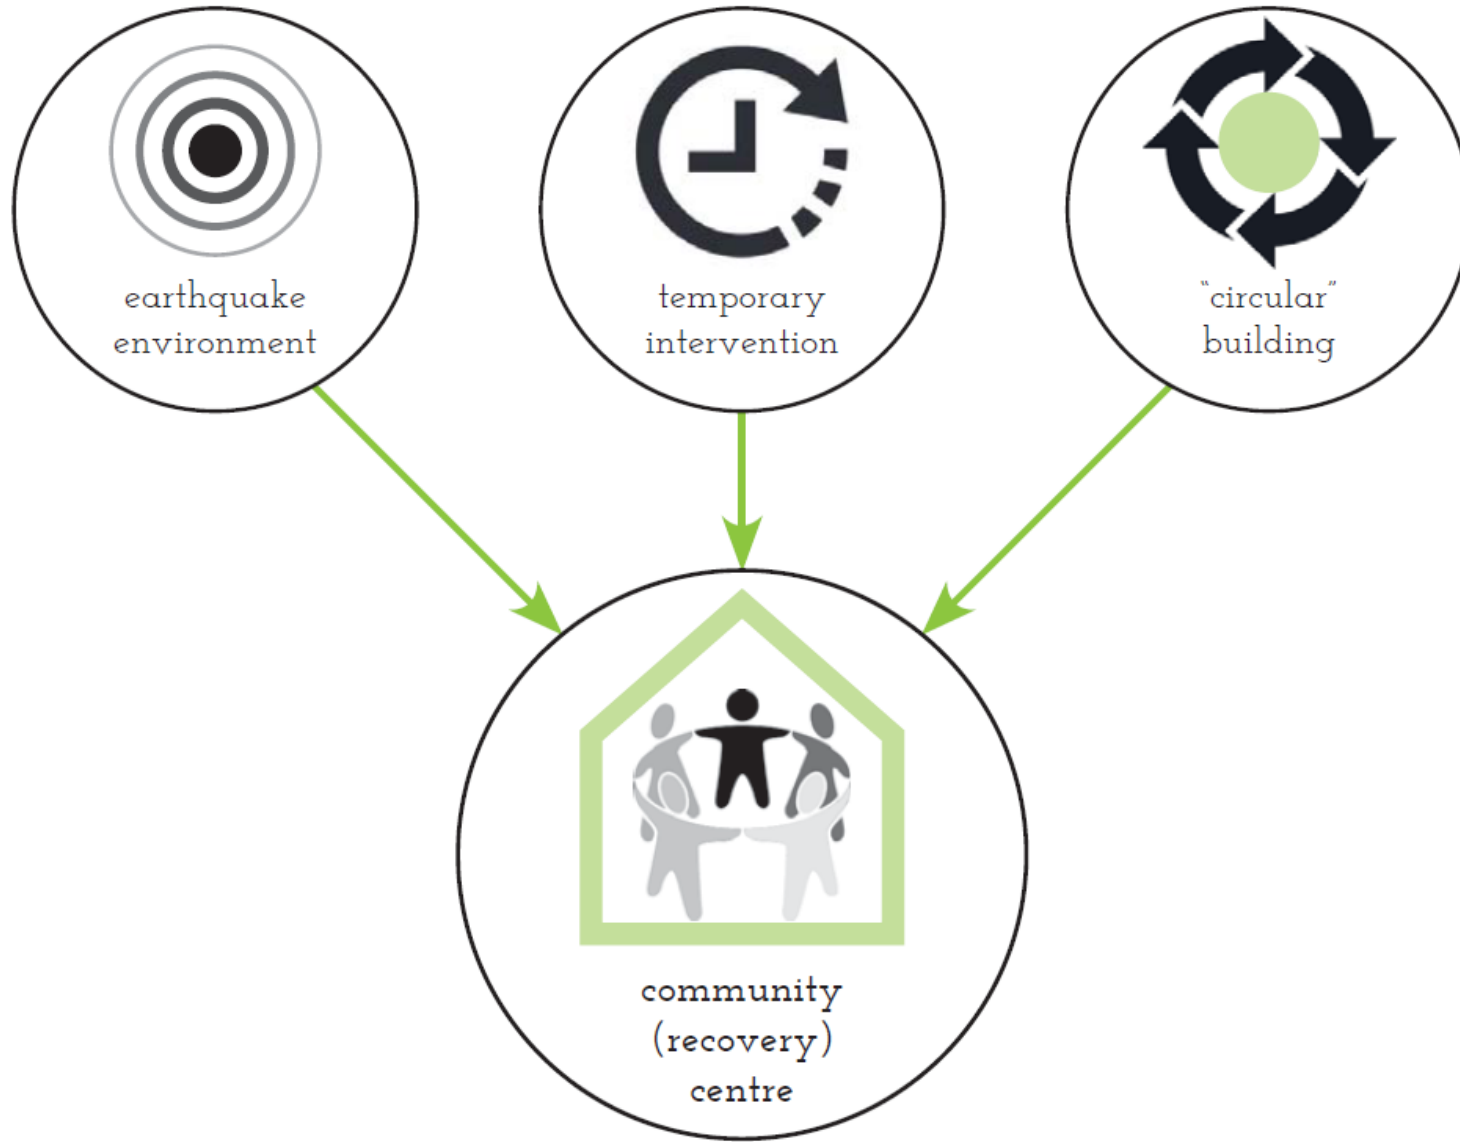 earthquake
environment
temporary
intervention
“circular”
building
community
(recovery)
centre